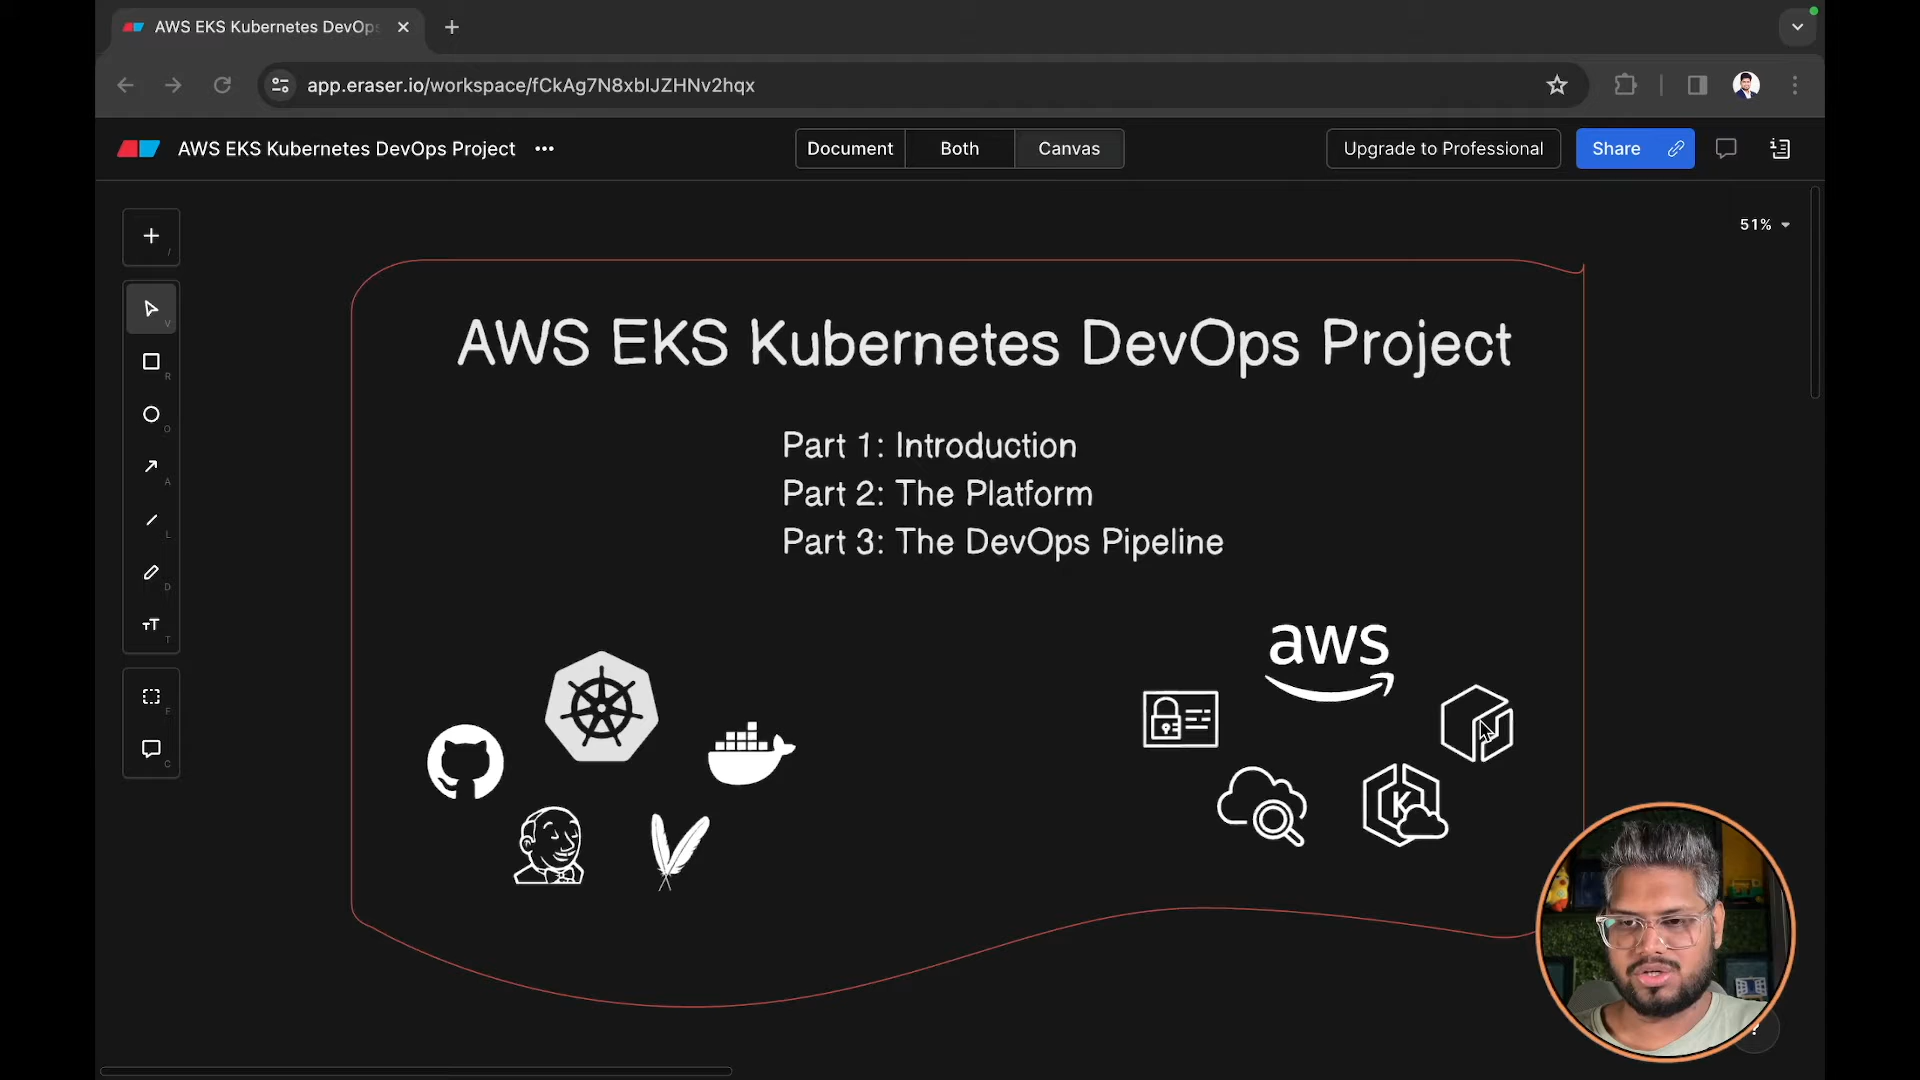 AWS EKS Kubernetes DevOps
app.eraser.io/workspace/fCkAg7N8xbIJZHNv2hqx
AWS EKS Kubernetes DevOps Project ...
Document
Both
Canvas
Upgrade to Professional
Share
51%
/
V
R
O
A
L
D
T
F
C
AWS EKS Kubernetes DevOps Project
Part 1: Introduction
Part 2: The Platform
Part 3: The DevOps Pipeline
aws
K
?